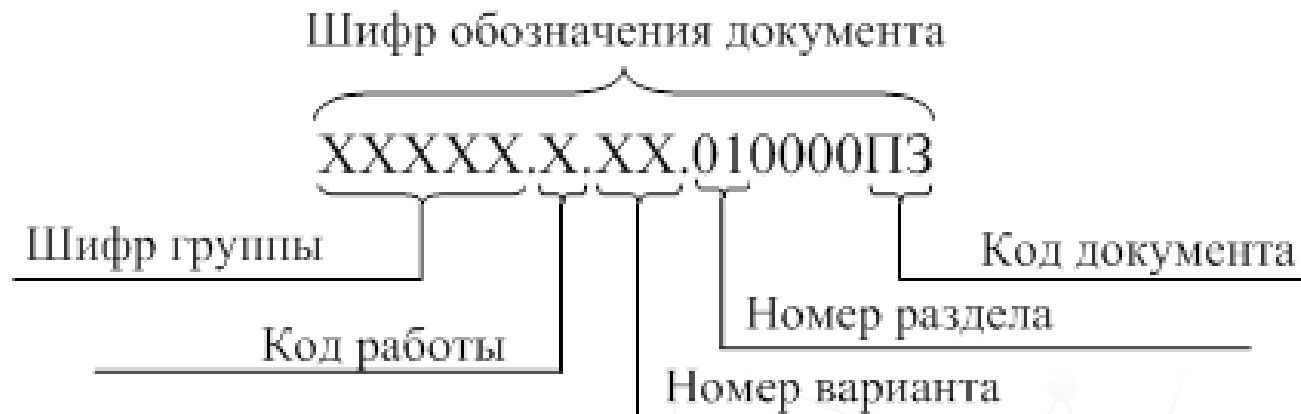 Шифр обозначения документа
XXXXX.X.XX.010000ПЗ
Шифр группы
Код документа
Номер раздела
Код работы
Номер варианта